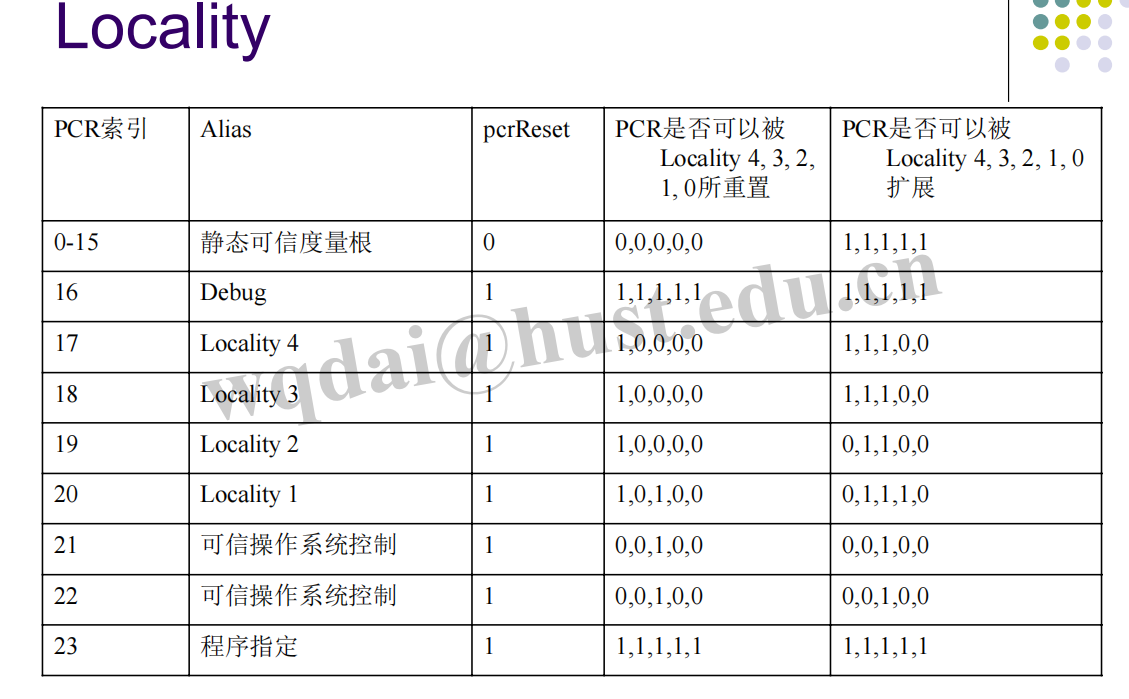 Locality
PCR索引 Alias pcrReset PCR是否可以被 PCR是否可以被
Locality 4, 3, 2, Locality 4, 3, 2, 1, 0
1, 0所重置 扩展
0-15 静态可信度量根 0 0,0,0,0,0 1,1,1,1,1
16 Debug 1 1,1,1,1,1 1,1,1,1,1
17 Locality 4 1 1,0,0,0,0 1,1,1,0,0
18 Locality 3 1 1,0,0,0,0 1,1,1,0,0
19 Locality 2 1 1,0,0,0,0 0,1,1,0,0
20 Locality 1 1 1,0,1,0,0 0,1,1,1,0
21 可信操作系统控制 1 0,0,1,0,0 0,0,1,0,0
22 可信操作系统控制 1 0,0,1,0,0 0,0,1,0,0
23 程序指定 1 1,1,1,1,1 1,1,1,1,1
wqdai@hust.edu.cn